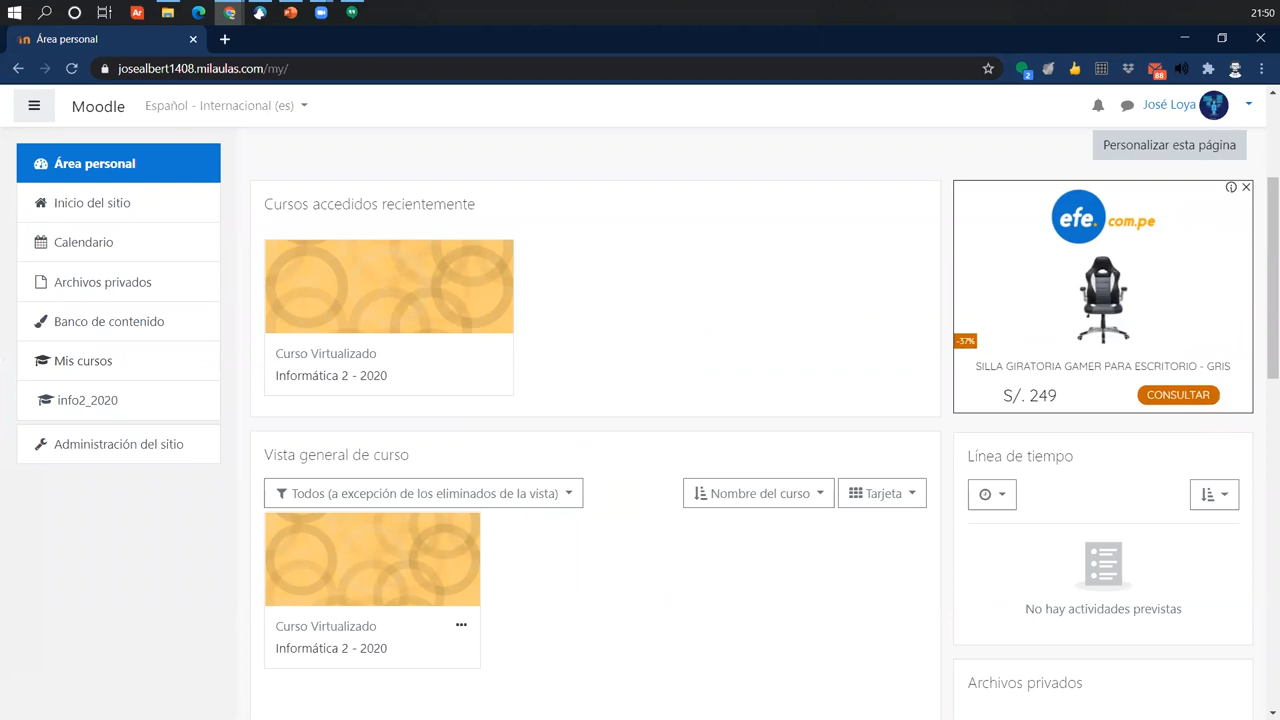 21:50
Área personal
josealbert1408.milaulas.com/my/
2
88
Moodle
Español - Internacional (es)
José Loya
Personalizar esta página
Área personal
Inicio del sitio
Calendario
Archivos privados
Banco de contenido
Mis cursos
info2_2020
Administración del sitio
Cursos accedidos recientemente
Curso Virtualizado
Informática 2 - 2020
efe.com.pe
-37%
SILLA GIRATORIA GAMER PARA ESCRITORIO - GRIS
S/. 249
CONSULTAR
Vista general de curso
Todos (a excepción de los eliminados de la vista)
Nombre del curso
Tarjeta
Curso Virtualizado
Informática 2 - 2020
Línea de tiempo
No hay actividades previstas
Archivos privados